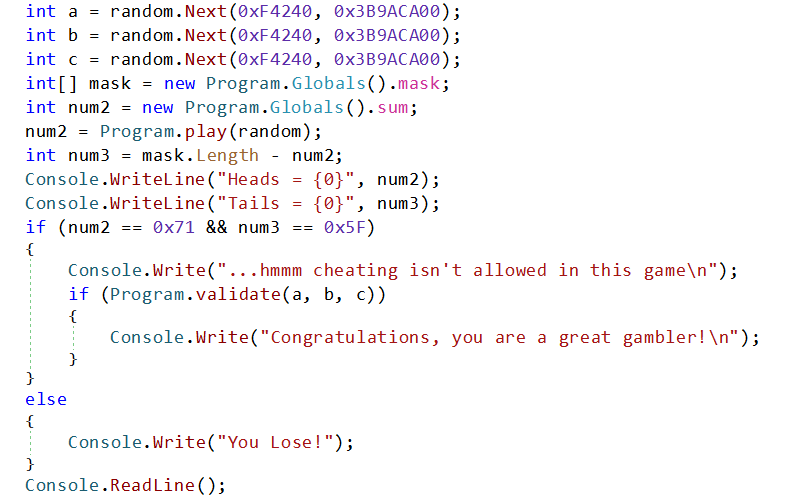 int a = random.Next(0xF4240, 0x3B9ACA00);
int b = random.Next(0xF4240, 0x3B9ACA00);
int c = random.Next(0xF4240, 0x3B9ACA00);
int[] mask = new Program.Globals().mask;
int num2 = new Program.Globals().sum;
num2 = Program.play(random);
int num3 = mask.Length - num2;
Console.WriteLine("Heads = {0}", num2);
Console.WriteLine("Tails = {0}", num3);
if (num2 == 0x71 && num3 == 0x5F)
{
    Console.Write("...hmmm cheating isn't allowed in this game\n");
    if (Program.validate(a, b, c))
    {
        Console.Write("Congratulations, you are a great gambler!\n");
    }
}
else
{
    Console.Write("You Lose!");
}
Console.ReadLine();